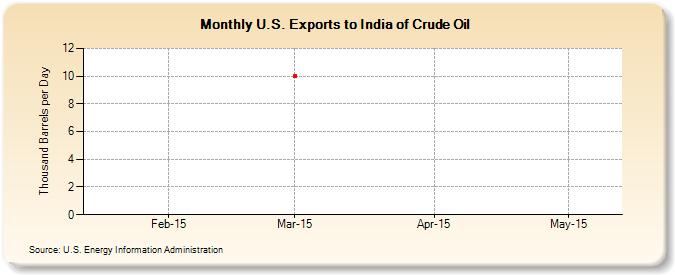 Monthly U.S. Exports to India of Crude Oil
Thousand Barrels per Day
12
10
8
6
4
2
0
Feb-15 Mar-15 Apr-15 May-15
Source: U.S. Energy Information Administration